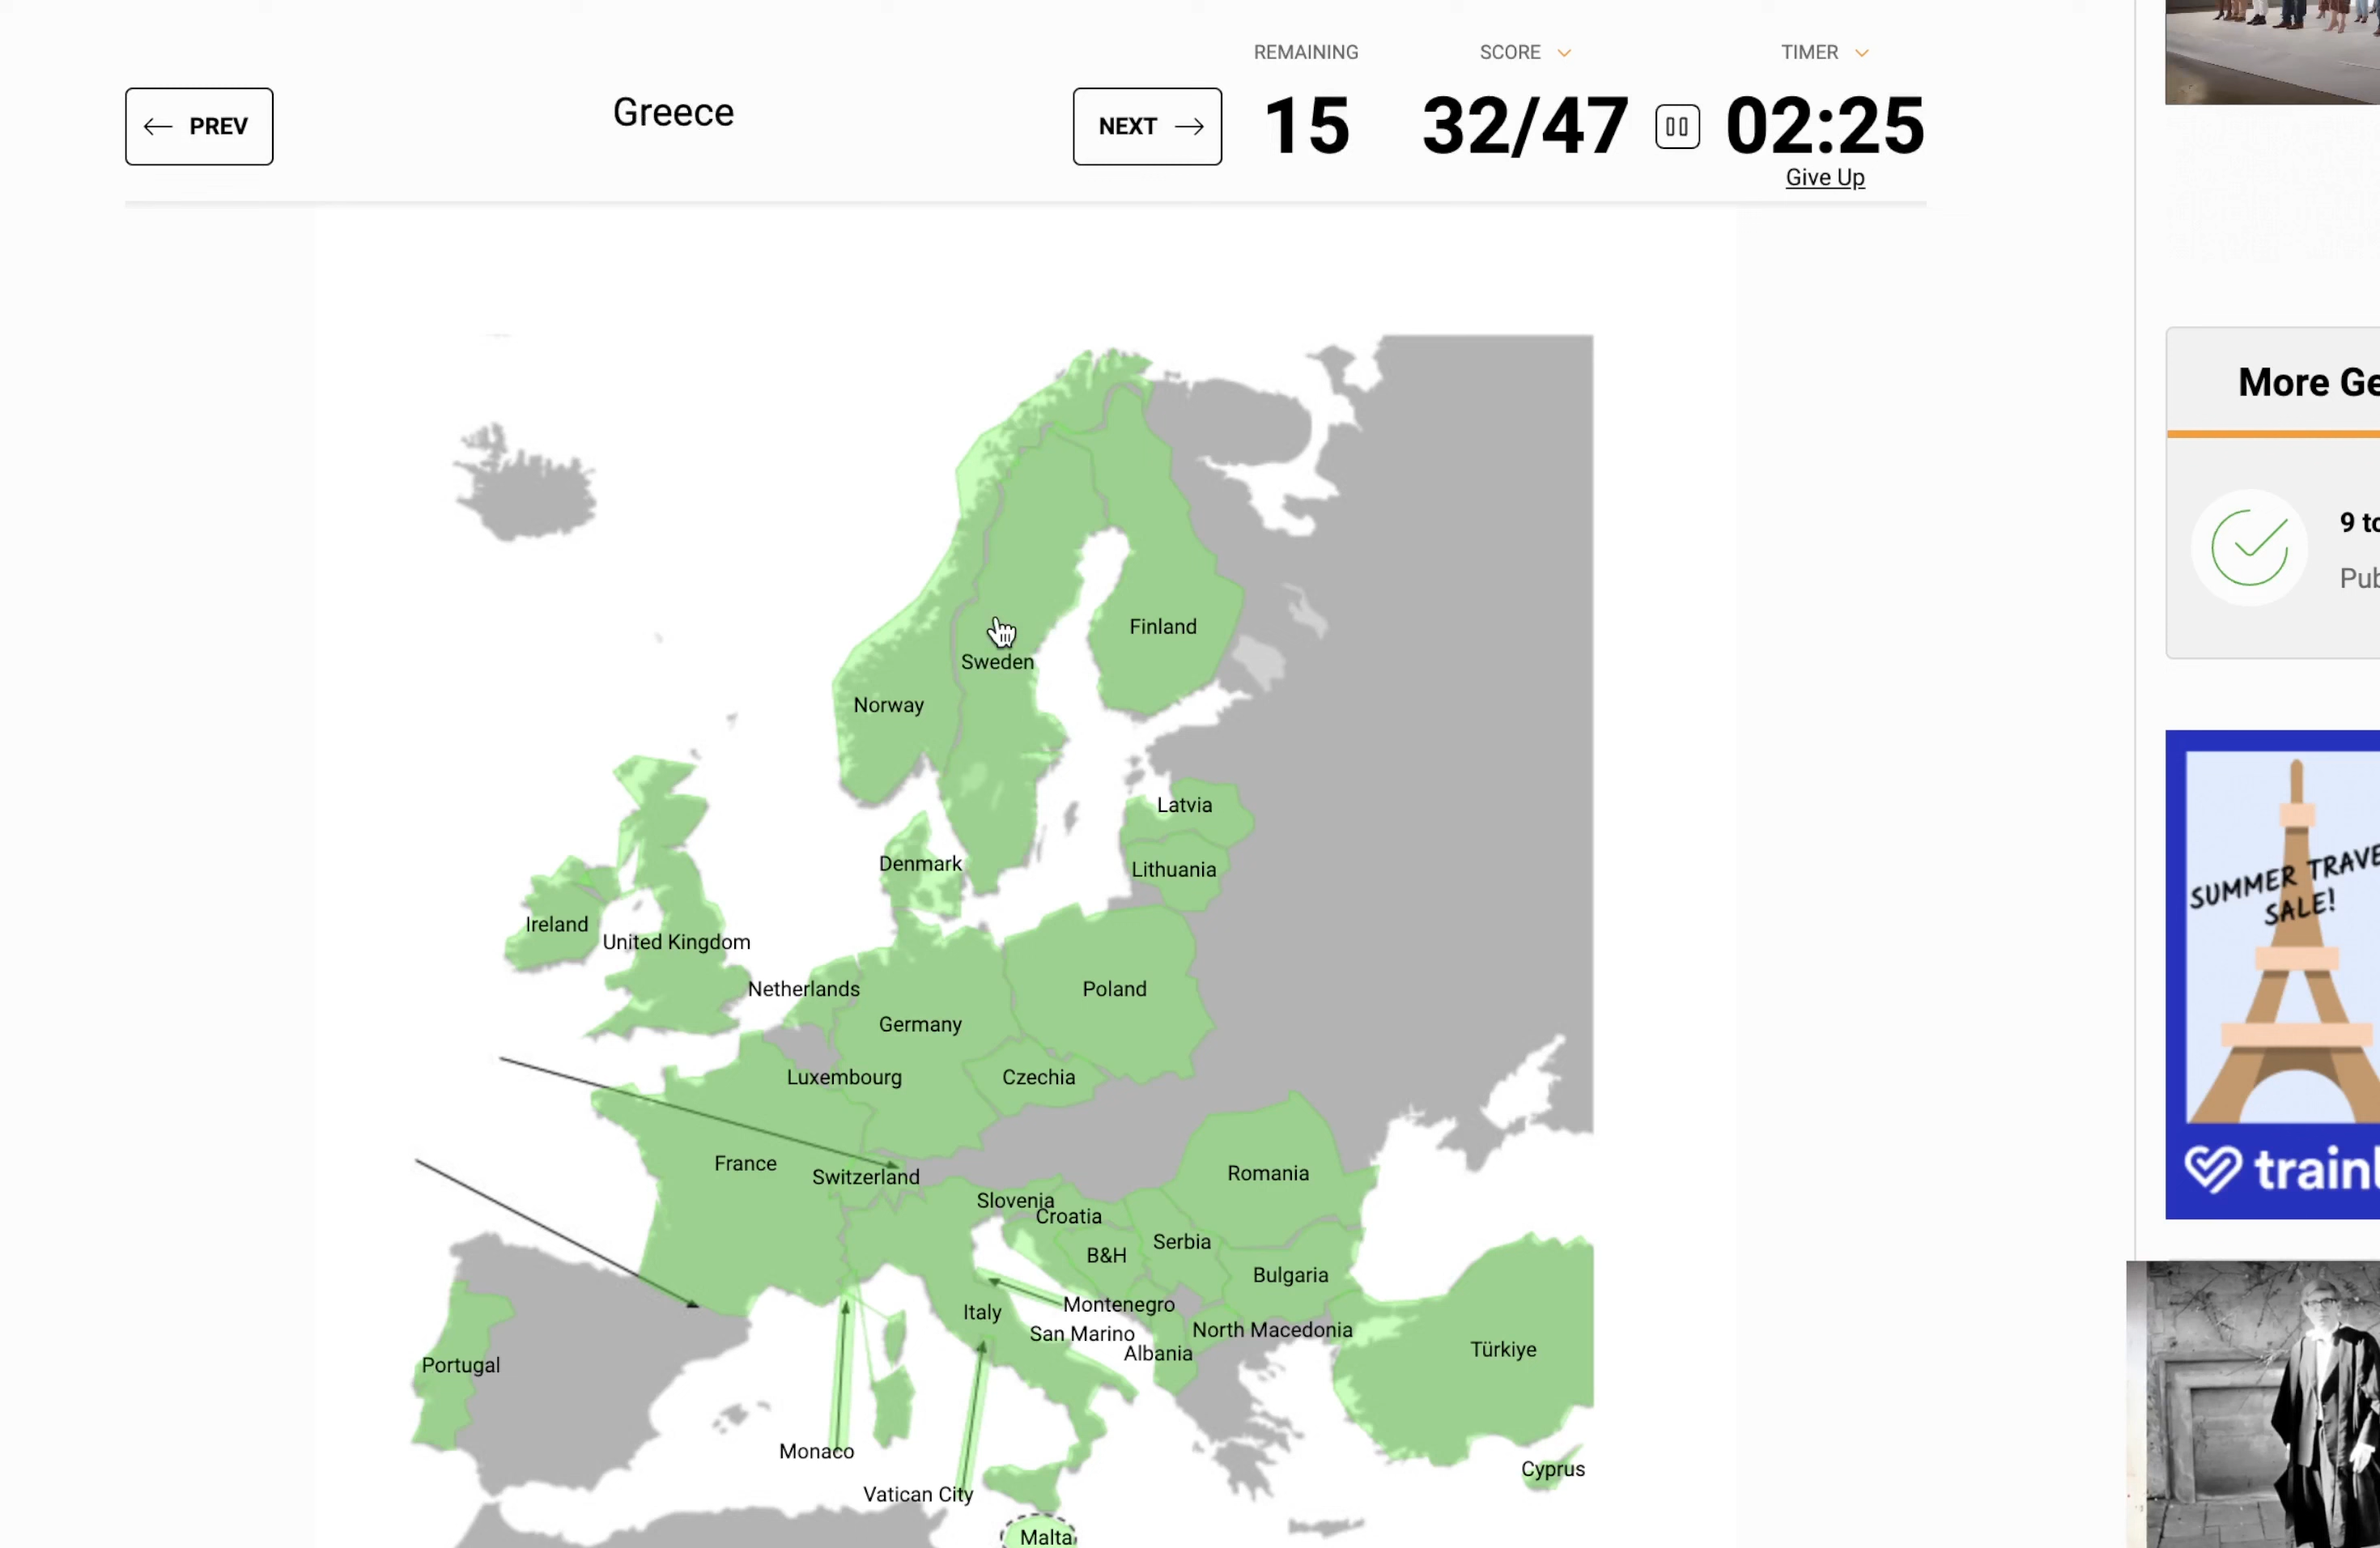 REMAINING
SCORE
TIMER
← PREV
Greece
NEXT →
15
32/47
02:25
Give Up
More Ge
9 to
Pub
Finland
Sweden
Norway
Latvia
Denmark
Lithuania
Ireland
United Kingdom
Netherlands
Poland
Germany
Luxembourg
Czechia
France
Switzerland
Romania
Slovenia
Croatia
Serbia
B&H
Bulgaria
Montenegro
Italy
San Marino
North Macedonia
Albania
Türkiye
Portugal
Monaco
Cyprus
Vatican City
Malta
SUMMER TRAVE
SALE!
trainl